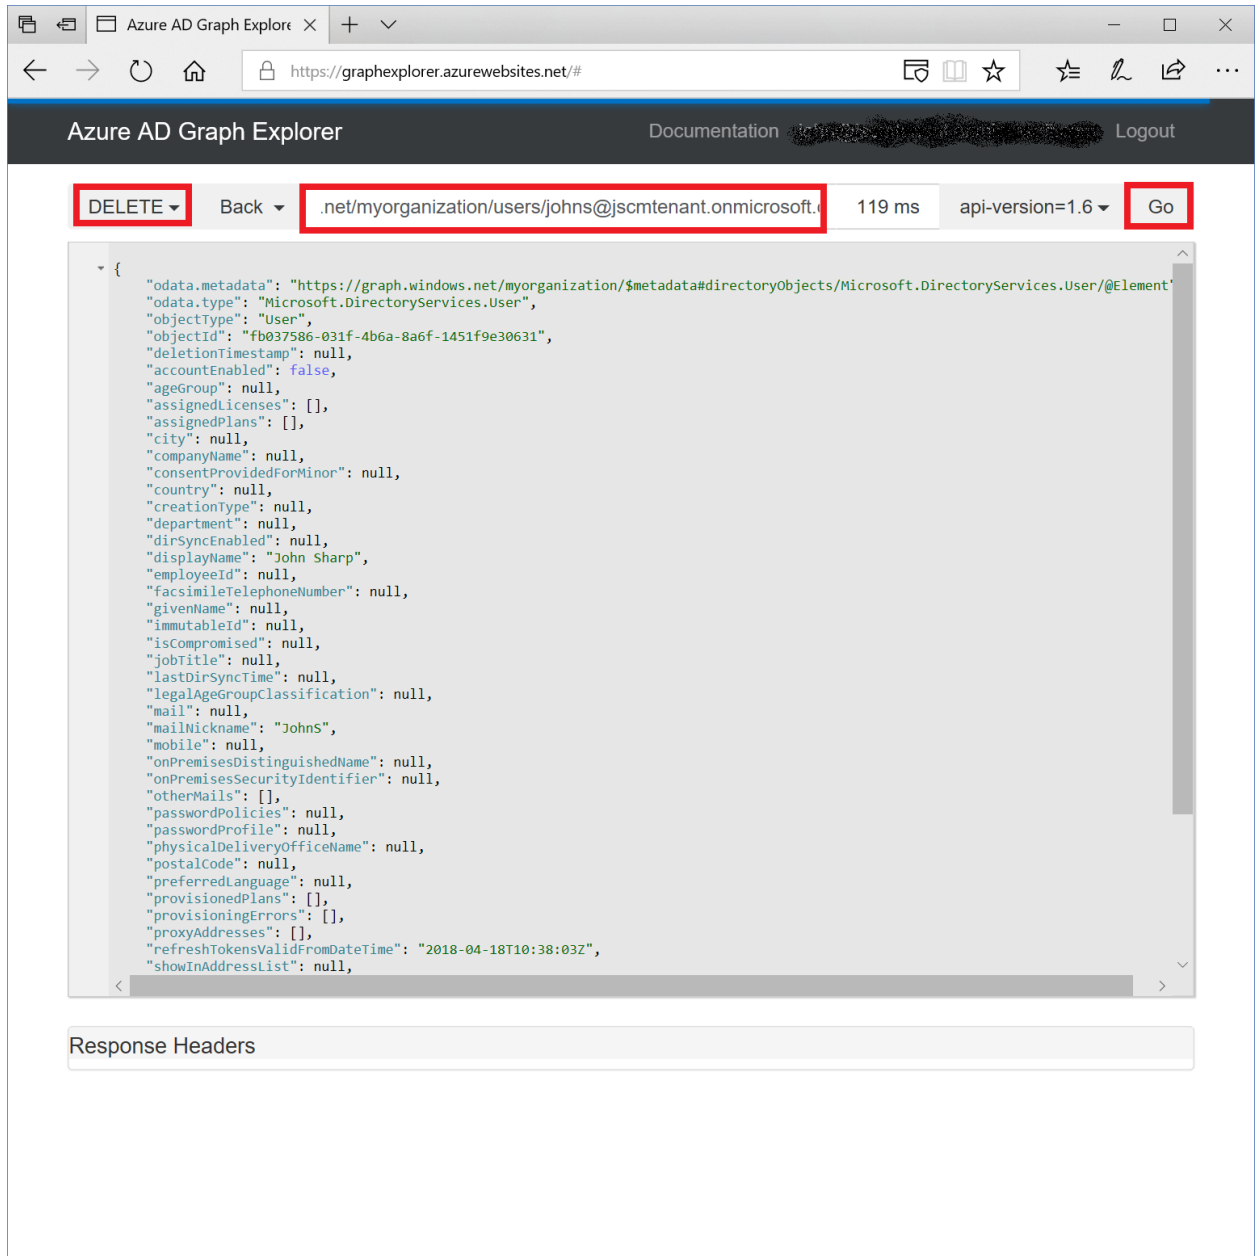 Azure AD Graph Explore
https://graphexplorer.azurewebsites.net/#
Azure AD Graph Explorer Documentation Logout
DELETE Back .net/myorganization/users/johns@jscmtenant.onmicrosoft. 119 ms api-version=1.6 Go
{
"odata.metadata": "https://graph.windows.net/myorganization/$metadata#directoryObjects/Microsoft.DirectoryServices.User/@Element"
"odata.type": "Microsoft.DirectoryServices.User",
"objectType": "User",
"objectId": "fb037586-031f-4b6a-8a6f-1451f9e30631",
"deletionTimestamp": null,
"accountEnabled": false,
"ageGroup": null,
"assignedLicenses": [],
"assignedPlans": [],
"city": null,
"companyName": null,
"consentProvidedForMinor": null,
"country": null,
"creationType": null,
"department": null,
"dirSyncEnabled": null,
"displayName": "John Sharp",
"employeeId": null,
"facsimileTelephoneNumber": null,
"givenName": null,
"immutableId": null,
"isCompromised": null,
"jobTitle": null,
"lastDirSyncTime": null,
"legalAgeGroupClassification": null,
"mail": null,
"mailNickname": "JohnS",
"mobile": null,
"onPremisesDistinguishedName": null,
"onPremisesSecurityIdentifier": null,
"otherMails": [],
"passwordPolicies": null,
"passwordProfile": null,
"physicalDeliveryOfficeName": null,
"postalCode": null,
"preferredLanguage": null,
"provisionedPlans": [],
"provisioningErrors": [],
"proxyAddresses": [],
"refreshTokensValidFromDateTime": "2018-04-18T10:38:03Z",
"showInAddressList": null,
Response Headers